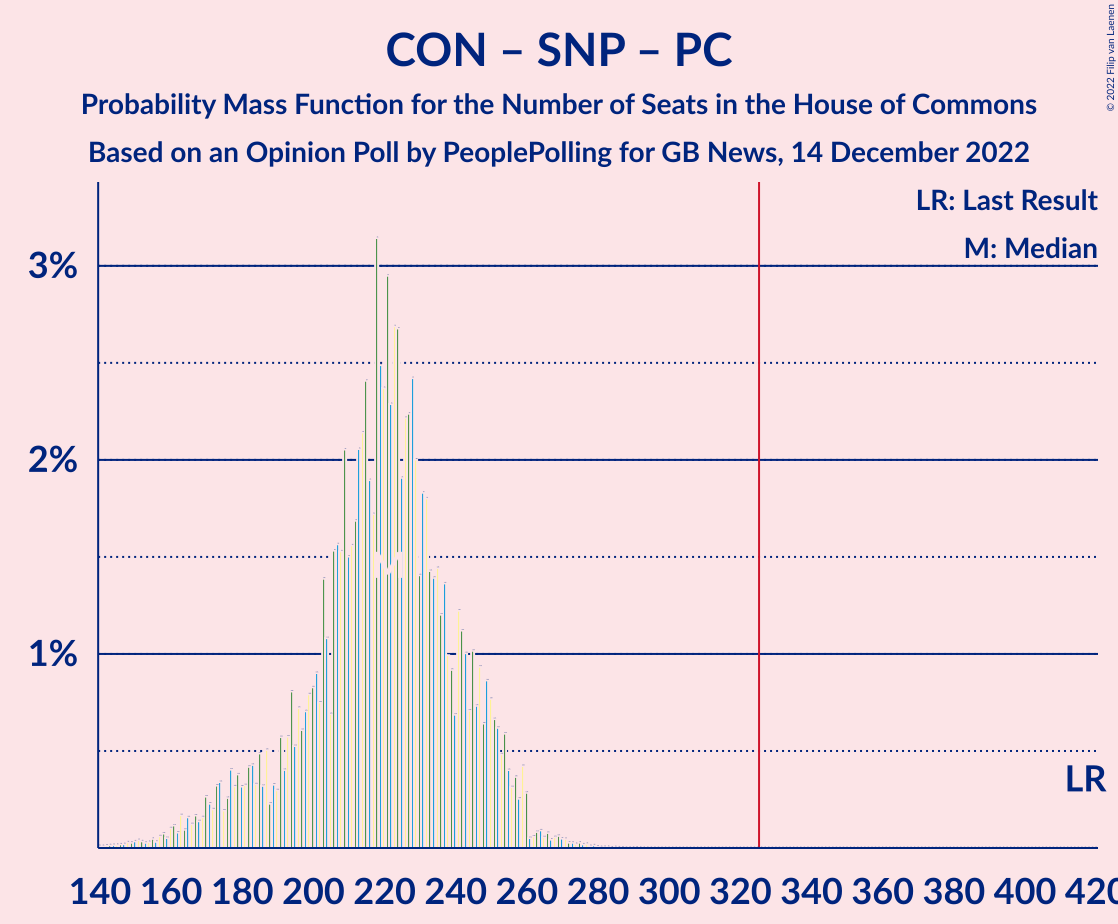 CON – SNP – PC
Probability Mass Function for the Number of Seats in the House of Commons
Based on an Opinion Poll by PeoplePolling for GB News, 14 December 2022
© 2022 Filip van Laenen
LR: Last Result
M: Median
3%
2%
1%
LR
140 160 180 200 220 240 260 280 300 320 340 360 380 400 420